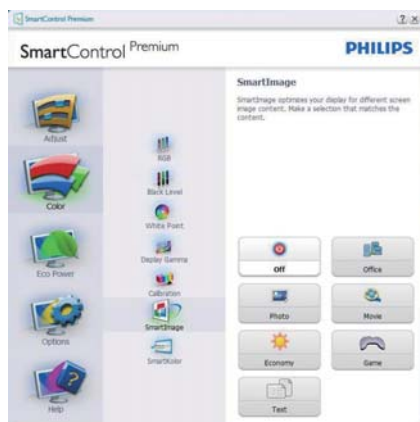 SmartControl Premium
SmartControl Premium
PHILIPS
Adjust
Color
Eco Power
Options
Help
RGB
Black Level
White Point
Display Gamma
Calibration
SmartImage
SmartKolor
SmartImage
SmartImage optimizes your display for different screen
image content. Make a selection that matches the
content.
Off
Office
Photo
Movie
Economy
Game
Text